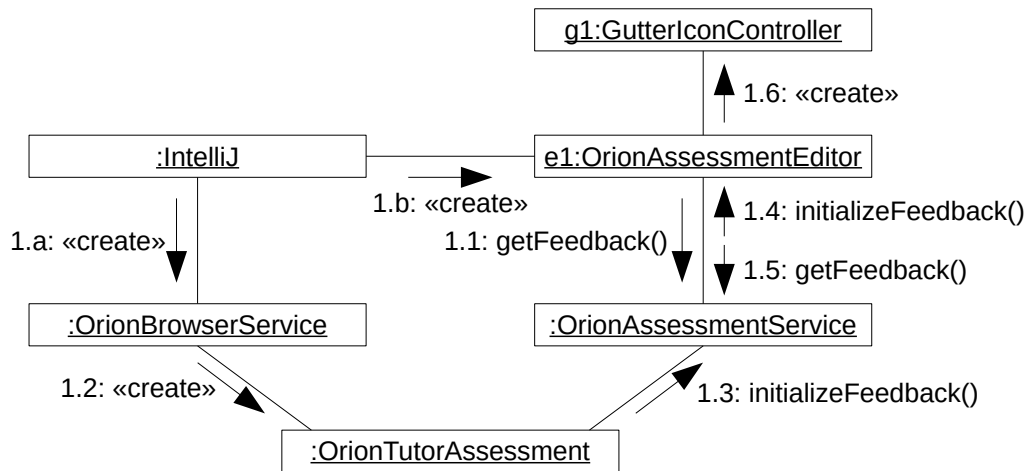 g1:GutterIconController
1.6: «create»
:IntelliJ
e1:OrionAssessmentEditor
1.b: «create»
1.4: initializeFeedback()
1.a: «create»
1.1: getFeedback()
1.5: getFeedback()
:OrionBrowserService
:OrionAssessmentService
1.2: «create»
1.3: initializeFeedback()
:OrionTutorAssessment